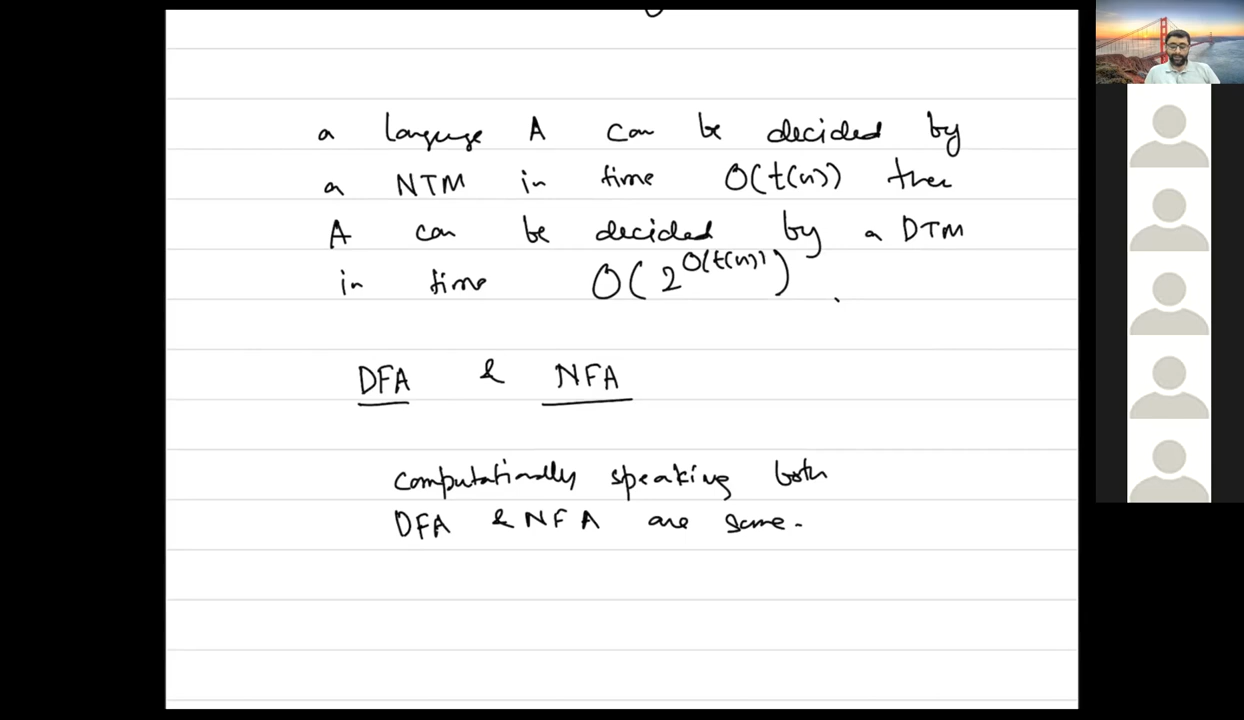 a language A can be decided by
a NTM in time O(t(n)) then
A can be decided by a DTM
in time O(2^O(t(n))).
DFA & NFA
computationally speaking both
DFA & NFA are same.